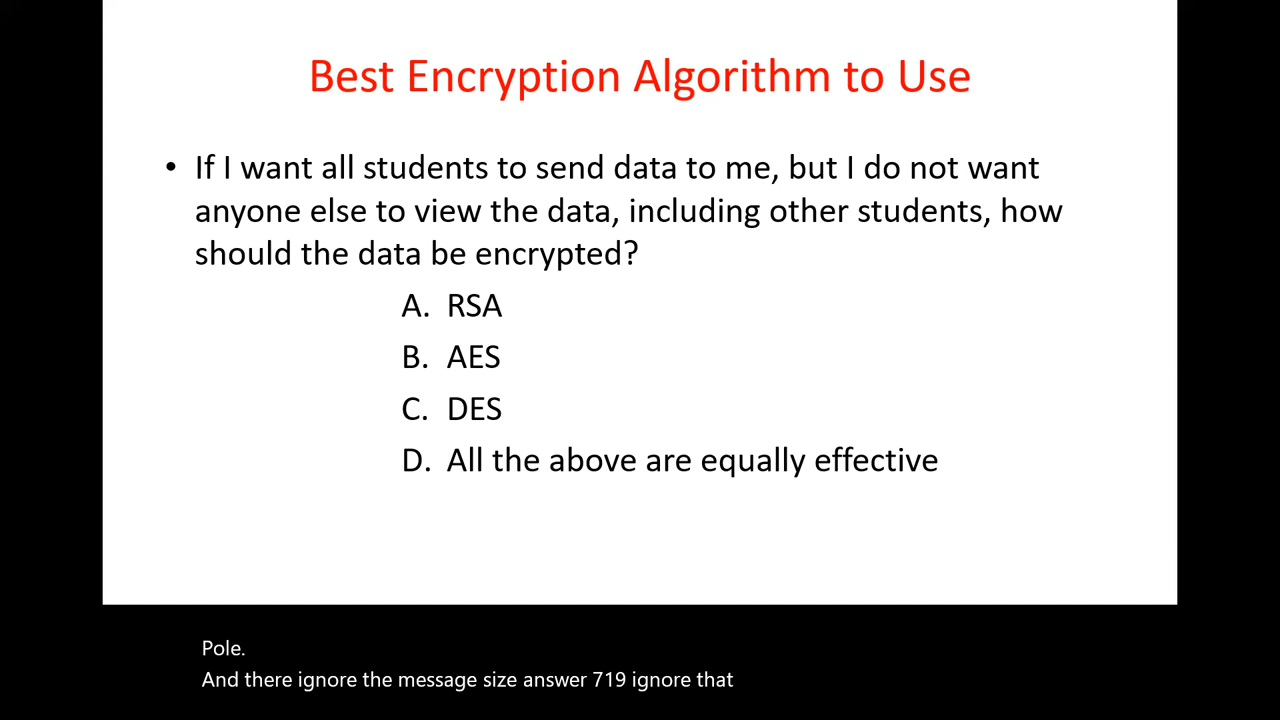 Best Encryption Algorithm to Use
• If I want all students to send data to me, but I do not want
anyone else to view the data, including other students, how
should the data be encrypted?
A. RSA
B. AES
C. DES
D. All the above are equally effective
Pole.
And there ignore the message size answer 719 ignore that